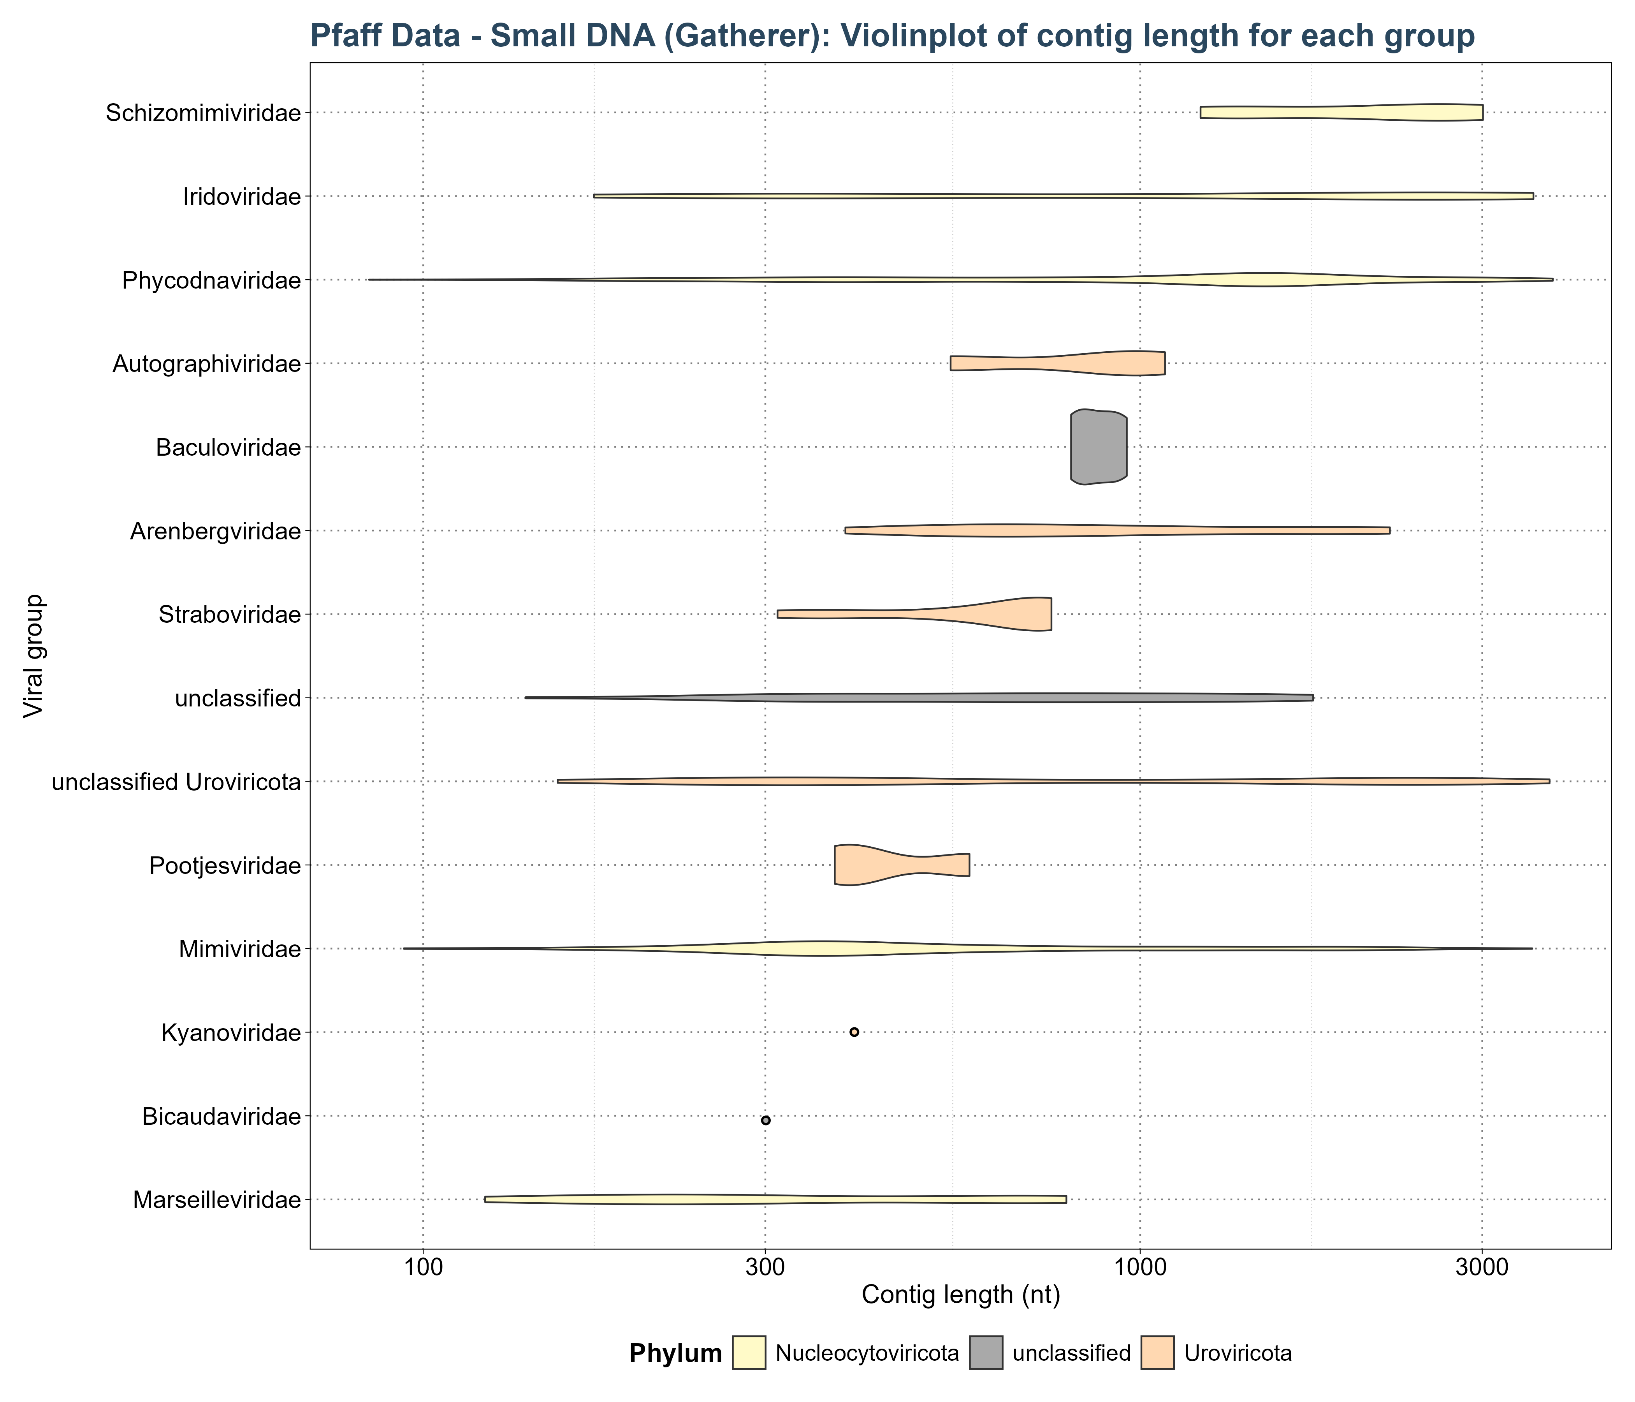 Pfaff Data - Small DNA (Gatherer): Violinplot of contig length for each group
Viral group
Schizomimiviridae
Iridoviridae
Phycodnaviridae
Autographiviridae
Baculoviridae
Arenbergviridae
Straboviridae
unclassified
unclassified Uroviricota
Pootjesviridae
Mimiviridae
Kyanoviridae
Bicaudaviridae
Marseilleviridae
100 300 1000 3000
Contig length (nt)
Phylum Nucleocytoviricota unclassified Uroviricota